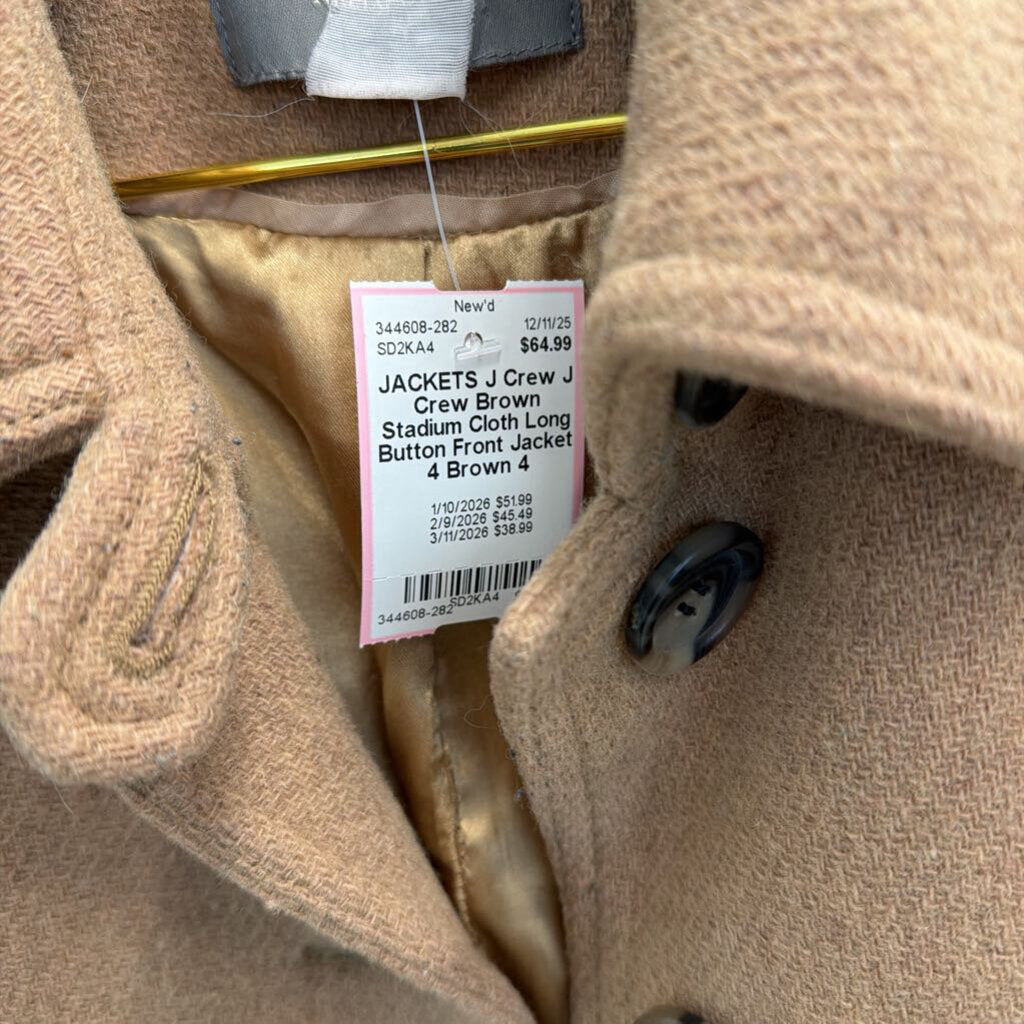 New'd
344608-282 12/11/25
SD2KA4 $64.99
JACKETS J Crew J
Crew Brown
Stadium Cloth Long
Button Front Jacket
4 Brown 4
1/10/2026 $51.99
2/9/2026 $45.49
3/11/2026 $38.99
344608-282 SD2KA4